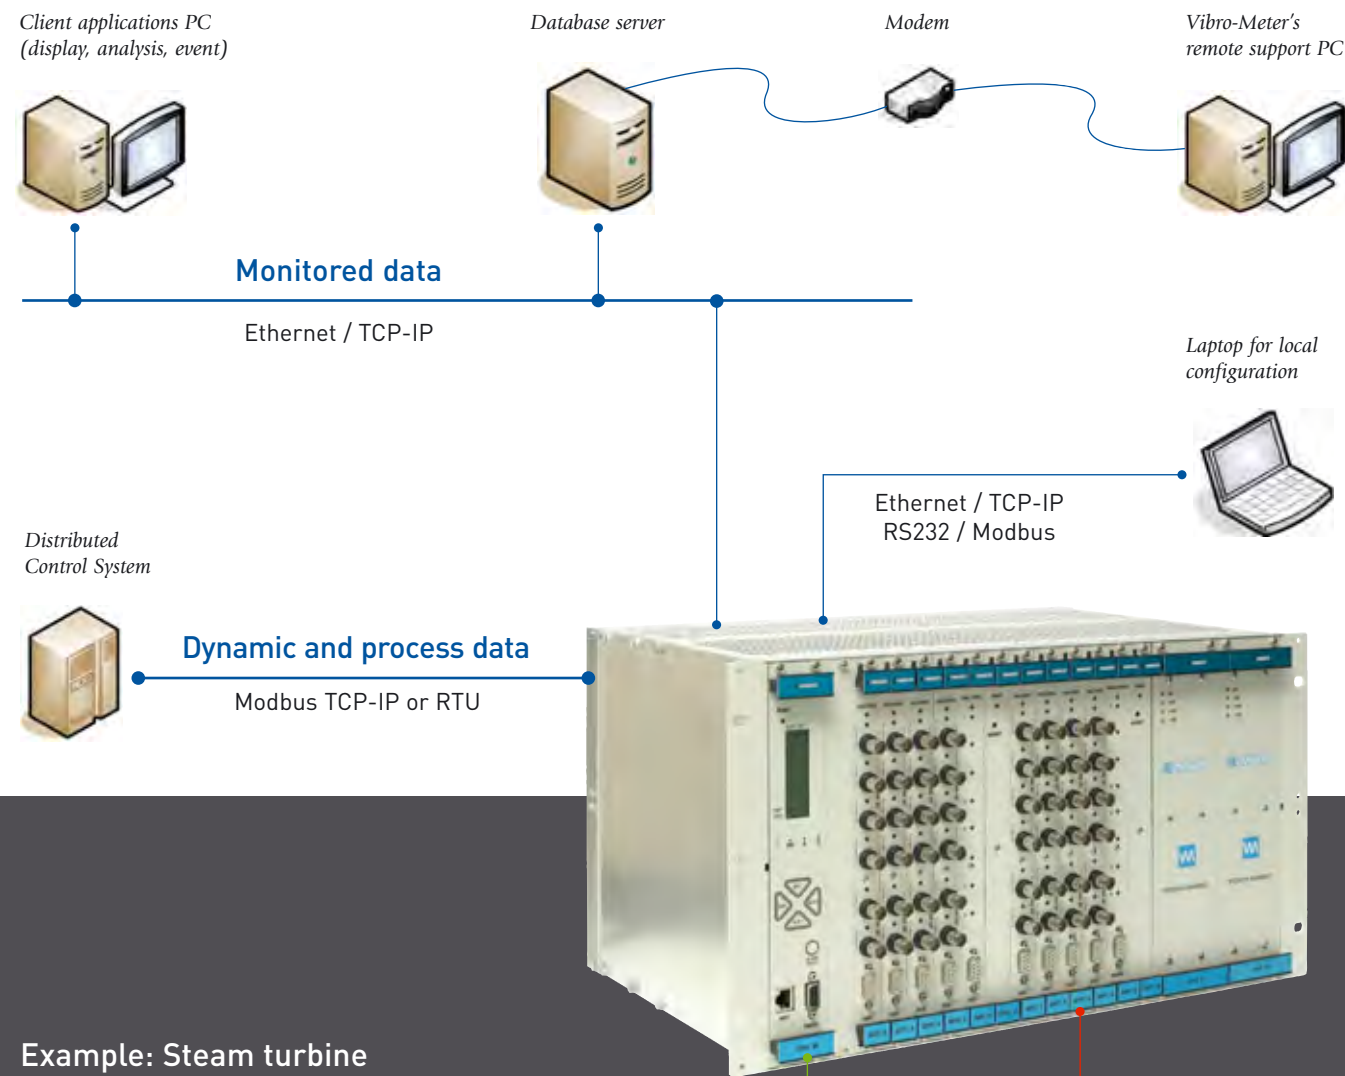 Client applications PC
(display, analysis, event)
Database server
Modem
Vibro-Meter's
remote support PC
Monitored data
Ethernet / TCP-IP
Laptop for local
configuration
Ethernet / TCP-IP
RS232 / Modbus
Distributed
Control System
Dynamic and process data
Modbus TCP-IP or RTU
Example: Steam turbine